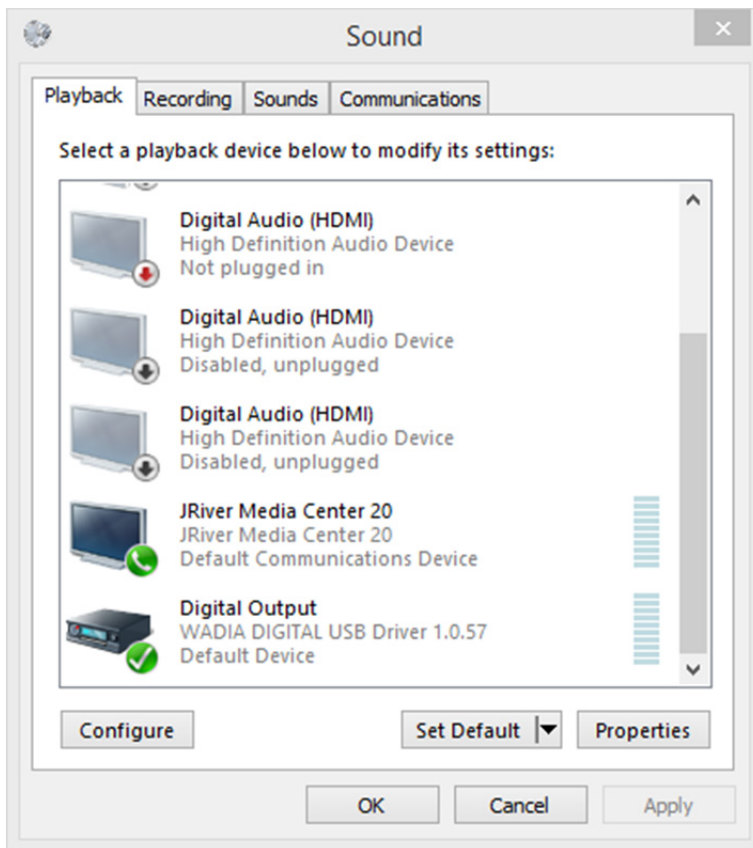 Sound
Playback
Recording
Sounds
Communications
Select a playback device below to modify its settings:
Digital Audio (HDMI)
High Definition Audio Device
Not plugged in
Digital Audio (HDMI)
High Definition Audio Device
Disabled, unplugged
Digital Audio (HDMI)
High Definition Audio Device
Disabled, unplugged
JRiver Media Center 20
JRiver Media Center 20
Default Communications Device
Digital Output
WADIA DIGITAL USB Driver 1.0.57
Default Device
Configure
Set Default
Properties
OK
Cancel
Apply